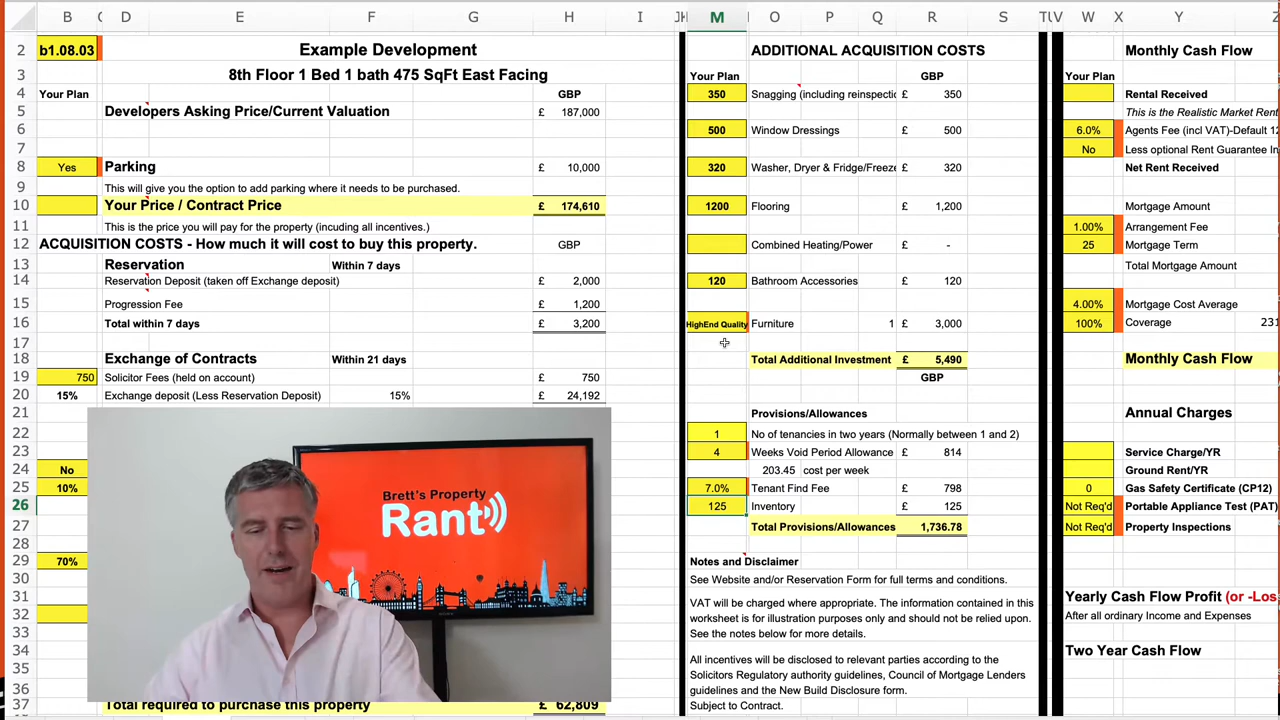 B C D E F G H I J H M O P Q R S T U V W X Y Z
2 b1.08.03 Example Development ADDITIONAL ACQUISITION COSTS Monthly Cash Flow
3 8th Floor 1 Bed 1 bath 475 SqFt East Facing Your Plan GBP Your Plan
4 Your Plan GBP 350 Snagging (including reinspectic £ 350 Rental Received
5 Developers Asking Price/Current Valuation £ 187,000 This is the Realistic Market Rent
6 500 Window Dressings £ 500 6.0% Agents Fee (incl VAT)-Default 12
7 No Less optional Rent Guarantee In
8 Yes Parking £ 10,000 320 Washer, Dryer & Fridge/Freeze £ 320 Net Rent Received
9 This will give you the option to add parking where it needs to be purchased.
10 Your Price / Contract Price £ 174,610 1200 Flooring £ 1,200 Mortgage Amount
11 This is the price you will pay for the property (incuding all incentives.) 1.00% Arrangement Fee
12 ACQUISITION COSTS - How much it will cost to buy this property. GBP Combined Heating/Power £ - 25 Mortgage Term
13 Reservation Within 7 days Total Mortgage Amount
14 Reservation Deposit (taken off Exchange deposit) £ 2,000 120 Bathroom Accessories £ 120
15 Progression Fee £ 1,200 4.00% Mortgage Cost Average
16 Total within 7 days £ 3,200 HighEnd Quality Furniture 1 £ 3,000 100% Coverage 231
17
18 Exchange of Contracts Within 21 days Total Additional Investment £ 5,490 Monthly Cash Flow
19 750 Solicitor Fees (held on account) £ 750 GBP
20 15% Exchange deposit (Less Reservation Deposit) 15% £ 24,192
21 Provisions/Allowances Annual Charges
22 1 No of tenancies in two years (Normally between 1 and 2)
23 4 Weeks Void Period Allowance £ 814 Service Charge/YR
24 No 203.45 cost per week Ground Rent/YR
25 10% 7.0% Tenant Find Fee £ 798 0 Gas Safety Certificate (CP12)
26 125 Inventory £ 125 Not Req'd Portable Appliance Test (PAT)
27 Total Provisions/Allowances 1,736.78 Not Req'd Property Inspections
28
29 70% Notes and Disclaimer
30 See Website and/or Reservation Form for full terms and conditions.
31 VAT will be charged where appropriate. The information contained in this Yearly Cash Flow Profit (or -Los
32 worksheet is for illustration purposes only and should not be relied upon. After all ordinary Income and Expenses
33 See the notes below for more details.
34 Two Year Cash Flow
All incentives will be disclosed to relevant parties according to the
35 Solicitors Regulatory authority guidelines, Council of Mortgage Lenders
36 guidelines and the New Build Disclosure form.
37 Total required to purchase this property £ 62,809 Subject to Contract.
Brett's Property
Rant